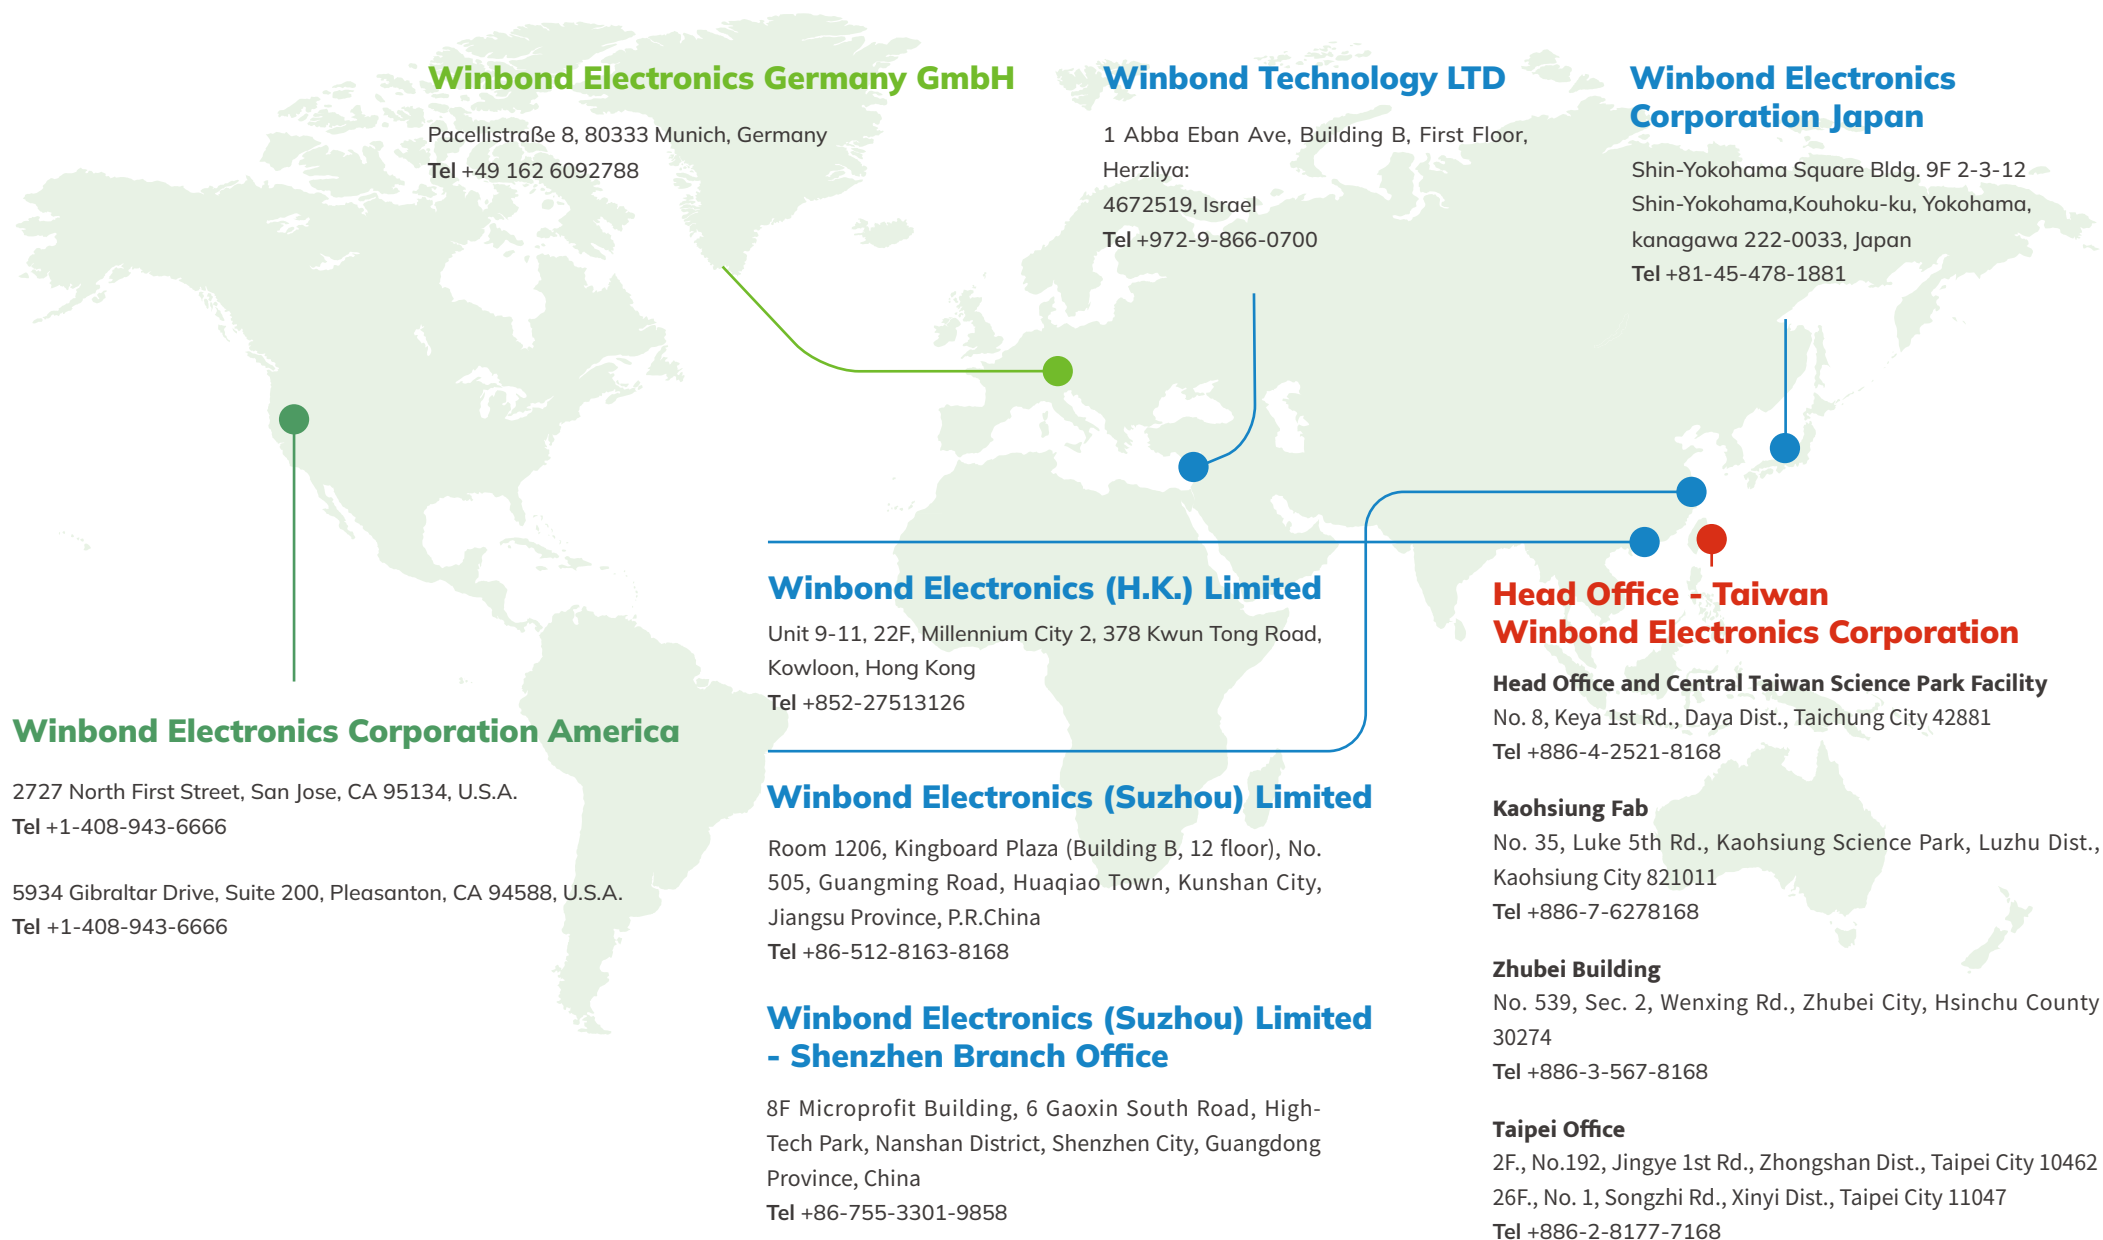 Winbond Electronics Germany GmbH
Pacellistraße 8, 80333 Munich, Germany
Tel +49 162 6092788
Winbond Technology LTD
1 Abba Eban Ave, Building B, First Floor,
Herzliya:
4672519, Israel
Tel +972-9-866-0700
Winbond Electronics
Corporation Japan
Shin-Yokohama Square Bldg. 9F 2-3-12
Shin-Yokohama,Kouhoku-ku, Yokohama,
kanagawa 222-0033, Japan
Tel +81-45-478-1881
Winbond Electronics Corporation America
2727 North First Street, San Jose, CA 95134, U.S.A.
Tel +1-408-943-6666
5934 Gibraltar Drive, Suite 200, Pleasanton, CA 94588, U.S.A.
Tel +1-408-943-6666
Winbond Electronics (H.K.) Limited
Unit 9-11, 22F, Millennium City 2, 378 Kwun Tong Road,
Kowloon, Hong Kong
Tel +852-27513126
Winbond Electronics (Suzhou) Limited
Room 1206, Kingboard Plaza (Building B, 12 floor), No.
505, Guangming Road, Huaqiao Town, Kunshan City,
Jiangsu Province, P.R.China
Tel +86-512-8163-8168
Winbond Electronics (Suzhou) Limited
- Shenzhen Branch Office
8F Microprofit Building, 6 Gaoxin South Road, High-
Tech Park, Nanshan District, Shenzhen City, Guangdong
Province, China
Tel +86-755-3301-9858
Head Office - Taiwan
Winbond Electronics Corporation
Head Office and Central Taiwan Science Park Facility
No. 8, Keya 1st Rd., Daya Dist., Taichung City 42881
Tel +886-4-2521-8168
Kaohsiung Fab
No. 35, Luke 5th Rd., Kaohsiung Science Park, Luzhu Dist.,
Kaohsiung City 821011
Tel +886-7-6278168
Zhubei Building
No. 539, Sec. 2, Wenxing Rd., Zhubei City, Hsinchu County
30274
Tel +886-3-567-8168
Taipei Office
2F., No.192, Jingye 1st Rd., Zhongshan Dist., Taipei City 10462
26F., No. 1, Songzhi Rd., Xinyi Dist., Taipei City 11047
Tel +886-2-8177-7168